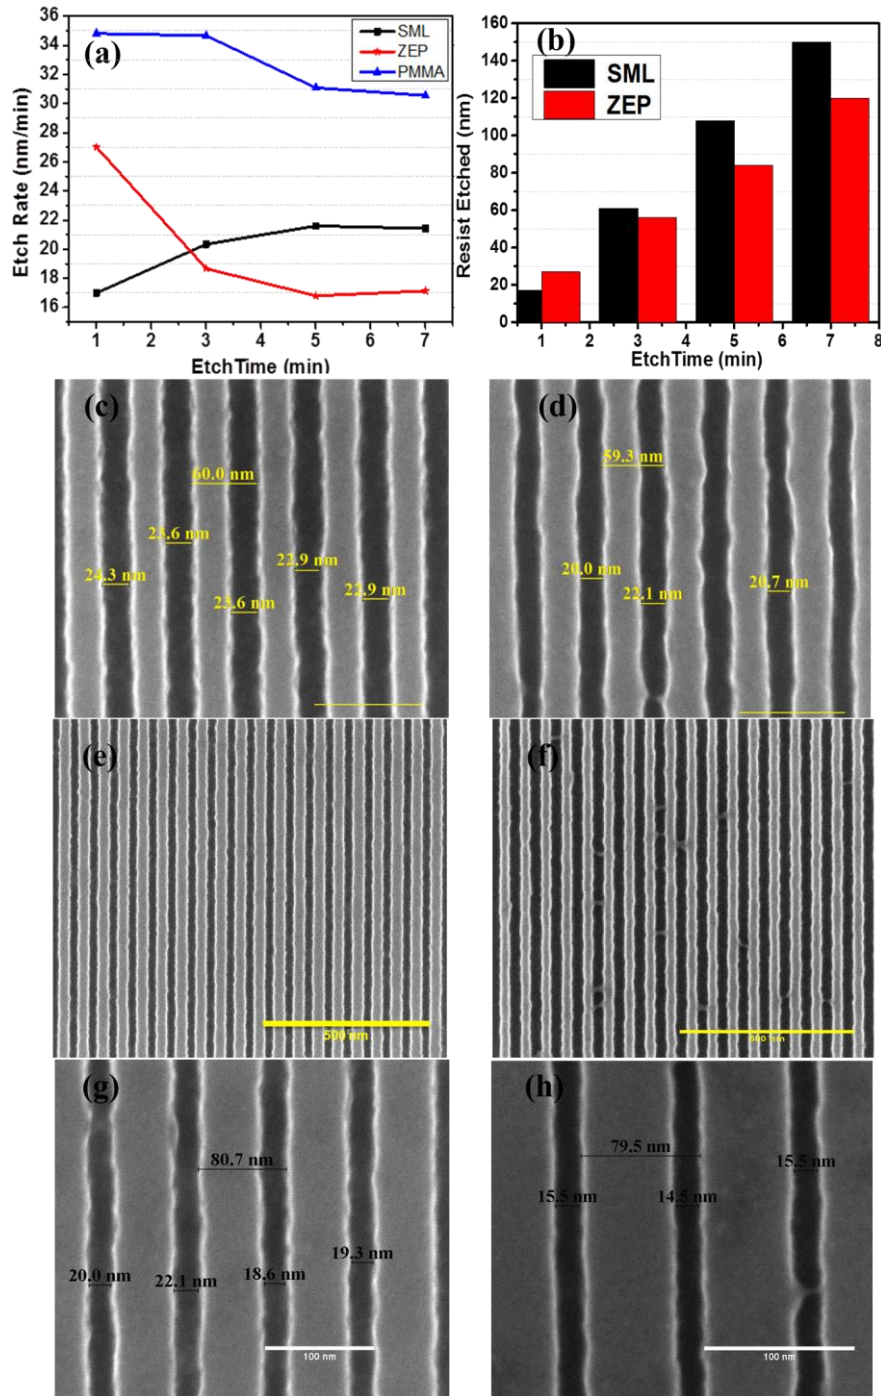 (a)
SML
ZEP
PMMA
Etch Rate (nm/min)
36
34
32
30
28
26
24
22
20
18
16
1 2 3 4 5 6 7
EtchTime (min)
(b)
SML
ZEP
Resist Etched (nm)
160
140
120
100
80
60
40
20
0
1 2 3 4 5 6 7 8
EtchTime (min)
(c)
60.0 nm
23.6 nm
22.9 nm
24.3 nm
22.9 nm
23.6 nm
(d)
59.3 nm
20.0 nm
20.7 nm
22.1 nm
(e)
500 nm
(f)
500 nm
(g)
80.7 nm
19.3 nm
20.0 nm
22.1 nm
18.6 nm
100 nm
(h)
79.5 nm
15.5 nm
15.5 nm
14.5 nm
100 nm